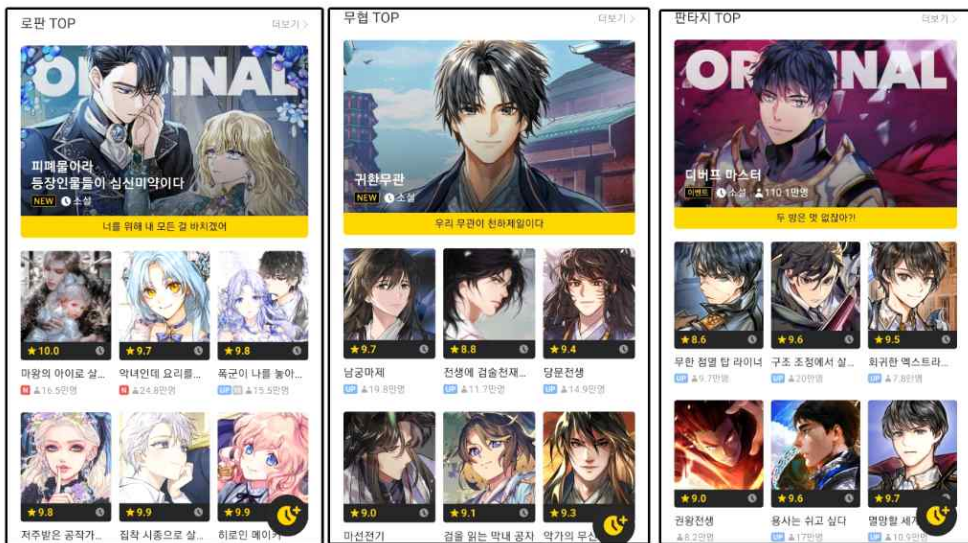 로판 TOP
더보기 >
ORIGINAL
피폐물이라
등장인물들이 심신미약이다
NEW 소설
너를 위해 내 모든 걸 바치겠어
★10.0
★9.7
★9.8
마왕의 아이로 살...
악녀인데 요리를...
폭군이 나를 놓아...
N 16.5만명
N 24.8만명
UP 15.5만명
★9.8
★9.9
★9.9
저주받은 공작가...
집착 시종으로 살...
히로인 메이커
무협 TOP
더보기 >
귀환무관
NEW 소설
우리 무관이 천하제일이다
★9.7
★8.8
★9.4
남궁마제
전생에 검술천재...
당문전생
UP 19.8만명
UP 11.7만명
UP 14.9만명
★9.0
★9.1
★9.3
마선전기
검을 읽는 막내 공자
악가의 무신
판타지 TOP
더보기 >
ORIGINAL
디버프 마스터
이벤트 소설 110.1만명
두 방은 멋 없잖아?!
★8.6
★9.6
★9.5
무한 점멸 탑 라이너
구조 조정에서 살...
회귀한 엑스트라...
UP 9.7만명
UP 20만명
UP 7.8만명
★9.0
★9.6
★9.7
권왕전생
용사는 쉬고 싶다
멸망할 세계
8.2만명
UP 17만명
UP 10.9만명